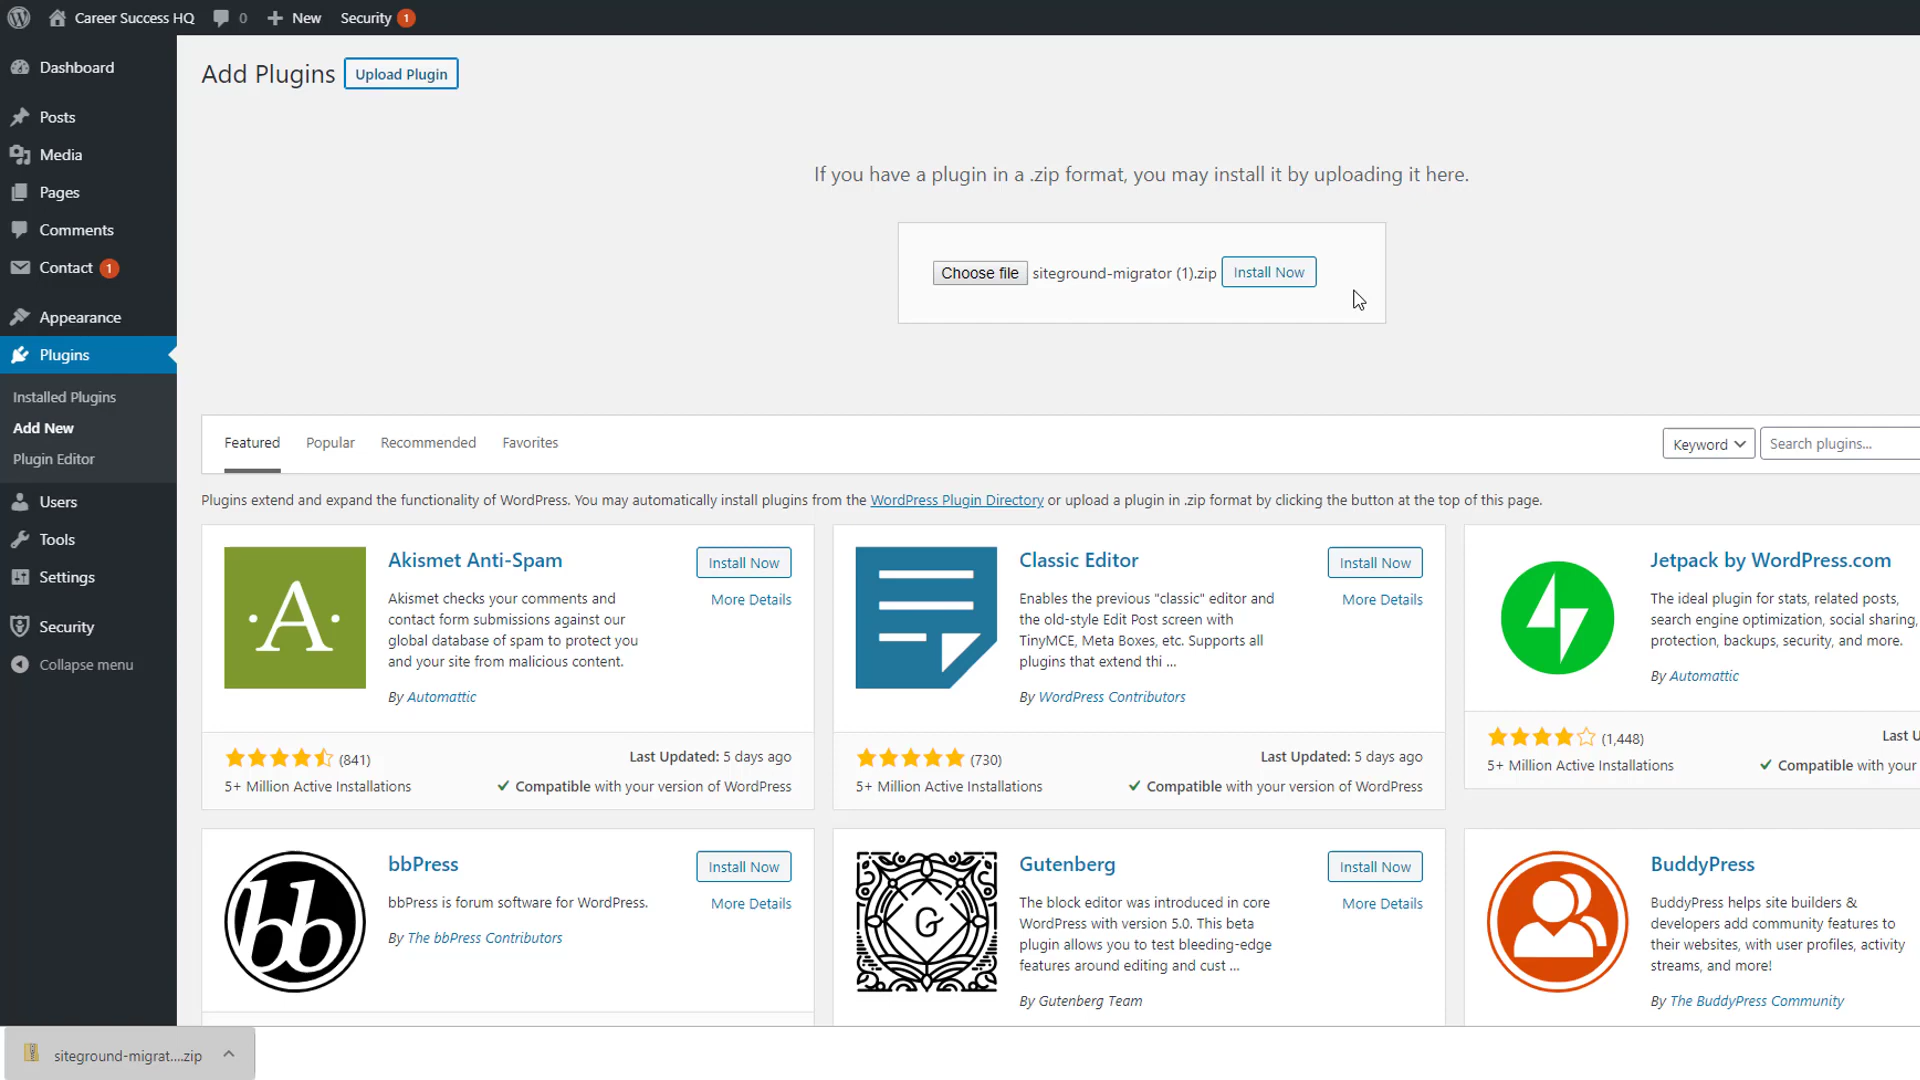 Career Success HQ 0 New Security 1
Dashboard
Posts
Media
Pages
Comments
Contact 1
Appearance
Plugins
Installed Plugins
Add New
Plugin Editor
Users
Tools
Settings
Security
Collapse menu
Add Plugins Upload Plugin
If you have a plugin in a .zip format, you may install it by uploading it here.
Choose file siteground-migrator (1).zip Install Now
Featured Popular Recommended Favorites Keyword Search plugins...
Plugins extend and expand the functionality of WordPress. You may automatically install plugins from the WordPress Plugin Directory or upload a plugin in .zip format by clicking the button at the top of this page.
Akismet Anti-Spam
Install Now
More Details
Akismet checks your comments and
contact form submissions against our
global database of spam to protect you
and your site from malicious content.
By Automattic
(841)
Last Updated: 5 days ago
5+ Million Active Installations
Compatible with your version of WordPress
Classic Editor
Install Now
More Details
Enables the previous "classic" editor and
the old-style Edit Post screen with
TinyMCE, Meta Boxes, etc. Supports all
plugins that extend thi ...
By WordPress Contributors
(730)
Last Updated: 5 days ago
5+ Million Active Installations
Compatible with your version of WordPress
Jetpack by WordPress.com
The ideal plugin for stats, related posts,
search engine optimization, social sharing,
protection, backups, security, and more.
By Automattic
(1,448)
Last U
5+ Million Active Installations
Compatible with your
bbPress
Install Now
More Details
bbPress is forum software for WordPress.
By The bbPress Contributors
Gutenberg
Install Now
More Details
The block editor was introduced in core
WordPress with version 5.0. This beta
plugin allows you to test bleeding-edge
features around editing and cust ...
By Gutenberg Team
BuddyPress
BuddyPress helps site builders &
developers add community features to
their websites, with user profiles, activity
streams, and more!
By The BuddyPress Community
siteground-migrat....zip